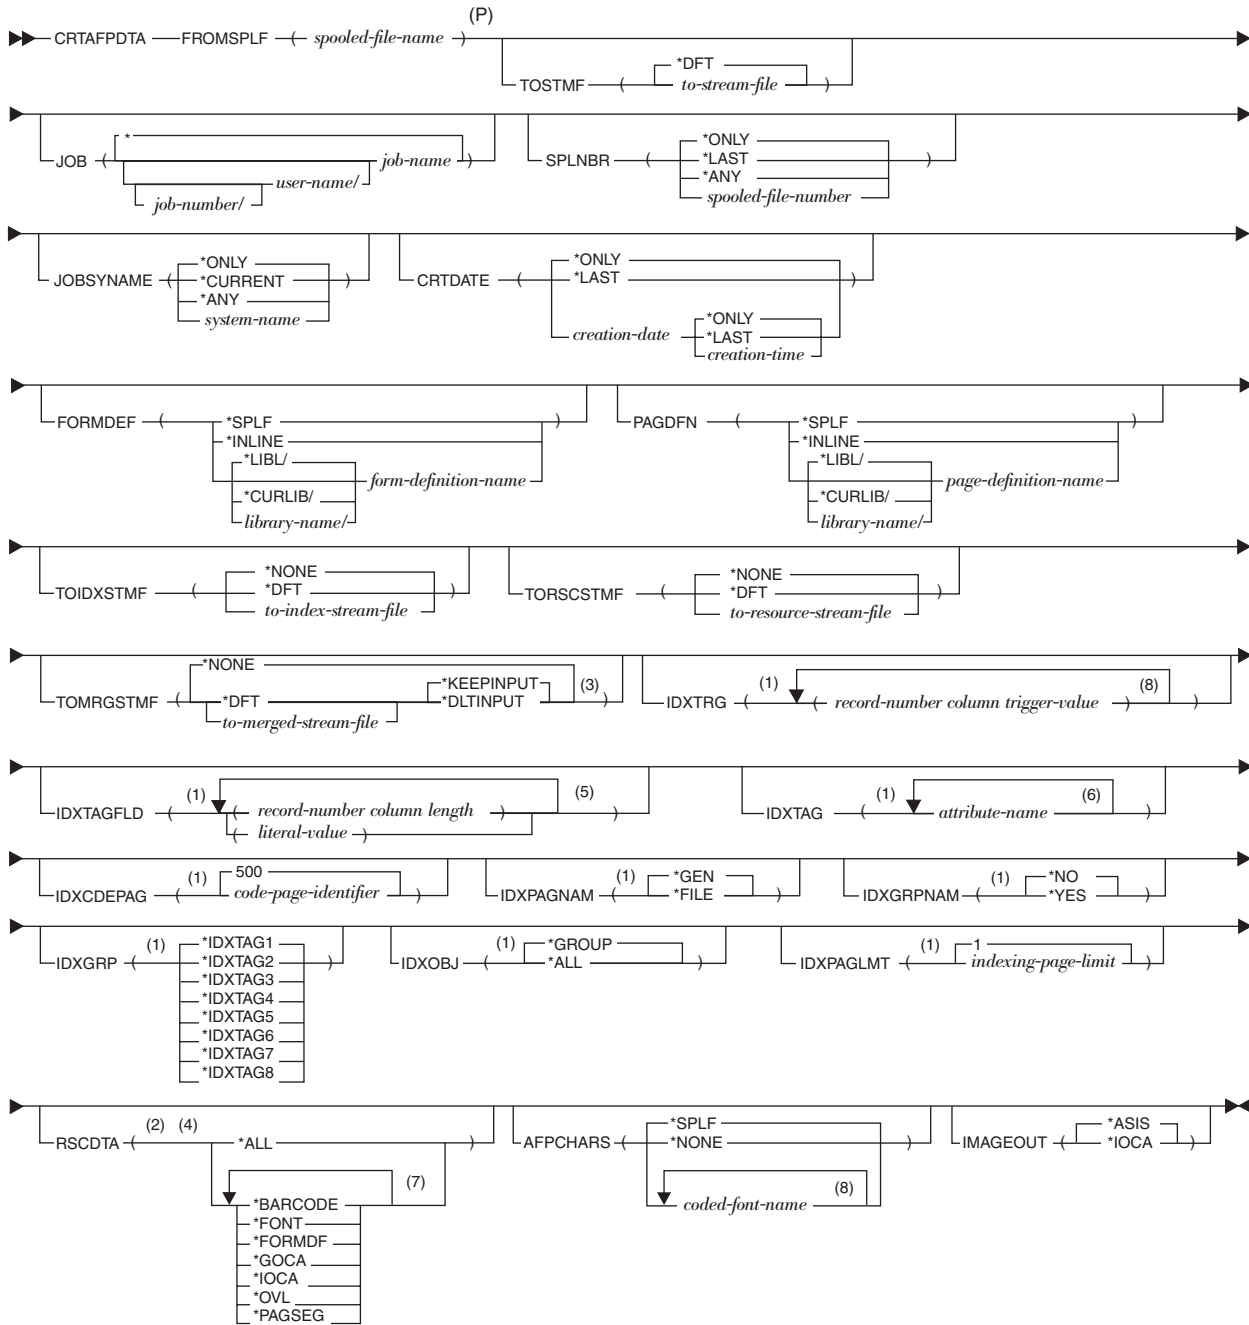 (P)
CRTAFPDTA FROMSPLF ( spooled-file-name )
TOSTMF ( *DFT to-stream-file )
JOB ( * job-name )
user-name/
job-number/
SPLNBR ( *ONLY )
*LAST
*ANY
spooled-file-number
JOBSYNAME ( *ONLY )
*CURRENT
*ANY
system-name
CRTDATE ( *ONLY )
*LAST
creation-date *ONLY
*LAST
creation-time
FORMDEF ( *SPLF )
*INLINE
*LIBL/
form-definition-name
*CURLIB/
library-name/
PAGDFN ( *SPLF )
*INLINE
*LIBL/
page-definition-name
*CURLIB/
library-name/
TOIDXSTMF ( *NONE )
*DFT
to-index-stream-file
TORSCSTMF ( *NONE )
*DFT
to-resource-stream-file
TOMRGSTMF ( *NONE )
*DFT
to-merged-stream-file
*KEEPINPUT
*DLTINPUT
(3)
IDXTRG ( (1) ( record-number column trigger-value ) (8) )
IDXTAGFLD ( (1) ( record-number column length ) (5) )
( literal-value )
IDXTAG ( (1) attribute-name (6) )
IDXCDEPAG ( (1) 500 )
code-page-identifier
IDXPAGNAM ( (1) *GEN )
*FILE
IDXGRPNAM ( (1) *NO )
*YES
IDXGRP ( (1) *IDXTAG1 )
*IDXTAG2
*IDXTAG3
*IDXTAG4
*IDXTAG5
*IDXTAG6
*IDXTAG7
*IDXTAG8
IDXOBJ ( (1) *GROUP )
*ALL
IDXPAGLMT ( (1) 1 )
indexing-page-limit
RSCDTA ( (2) (4) *ALL )
(7)
*BARCODE
*FONT
*FORMDF
*GOCA
*IOCA
*OVL
*PAGSEG
AFPCHARS ( *SPLF )
*NONE
coded-font-name (8)
IMAGEOUT ( *ASIS )
*IOCA